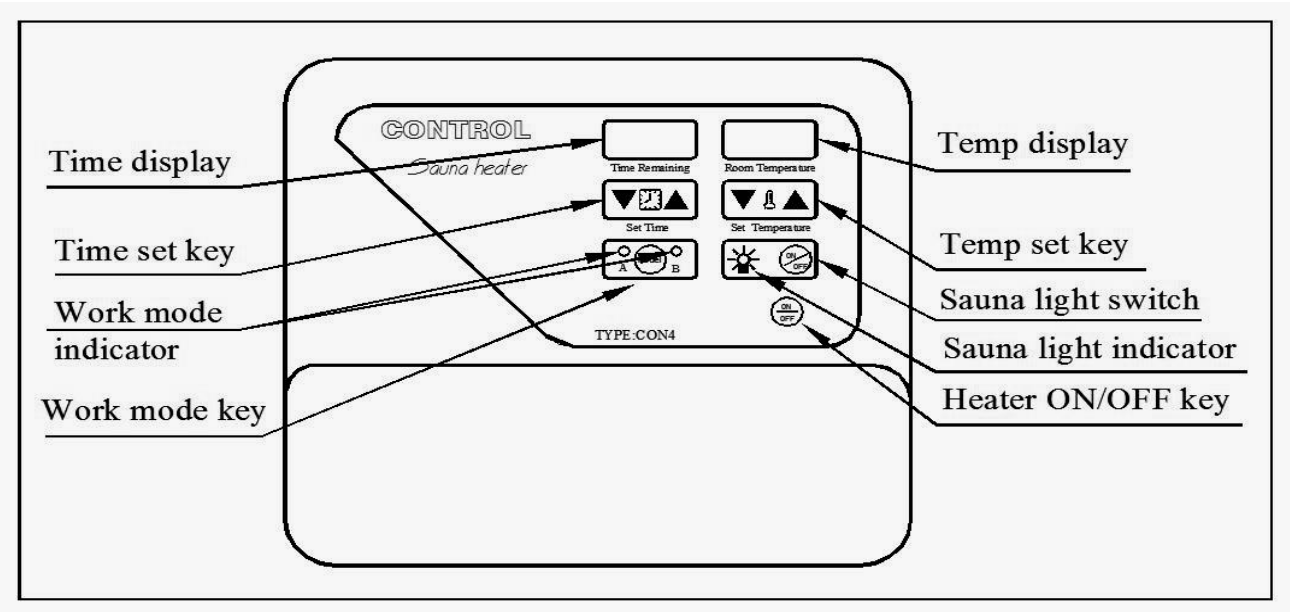 CONTROL
Sauna heater
Time display
Time Remaining
Room Temperature
Temp display
Time set key
Set Time
Set Temperature
Temp set key
A
B
ON
OFF
Work mode
indicator
Sauna light switch
ON
OFF
TYPE:CON4
Sauna light indicator
Work mode key
Heater ON/OFF key